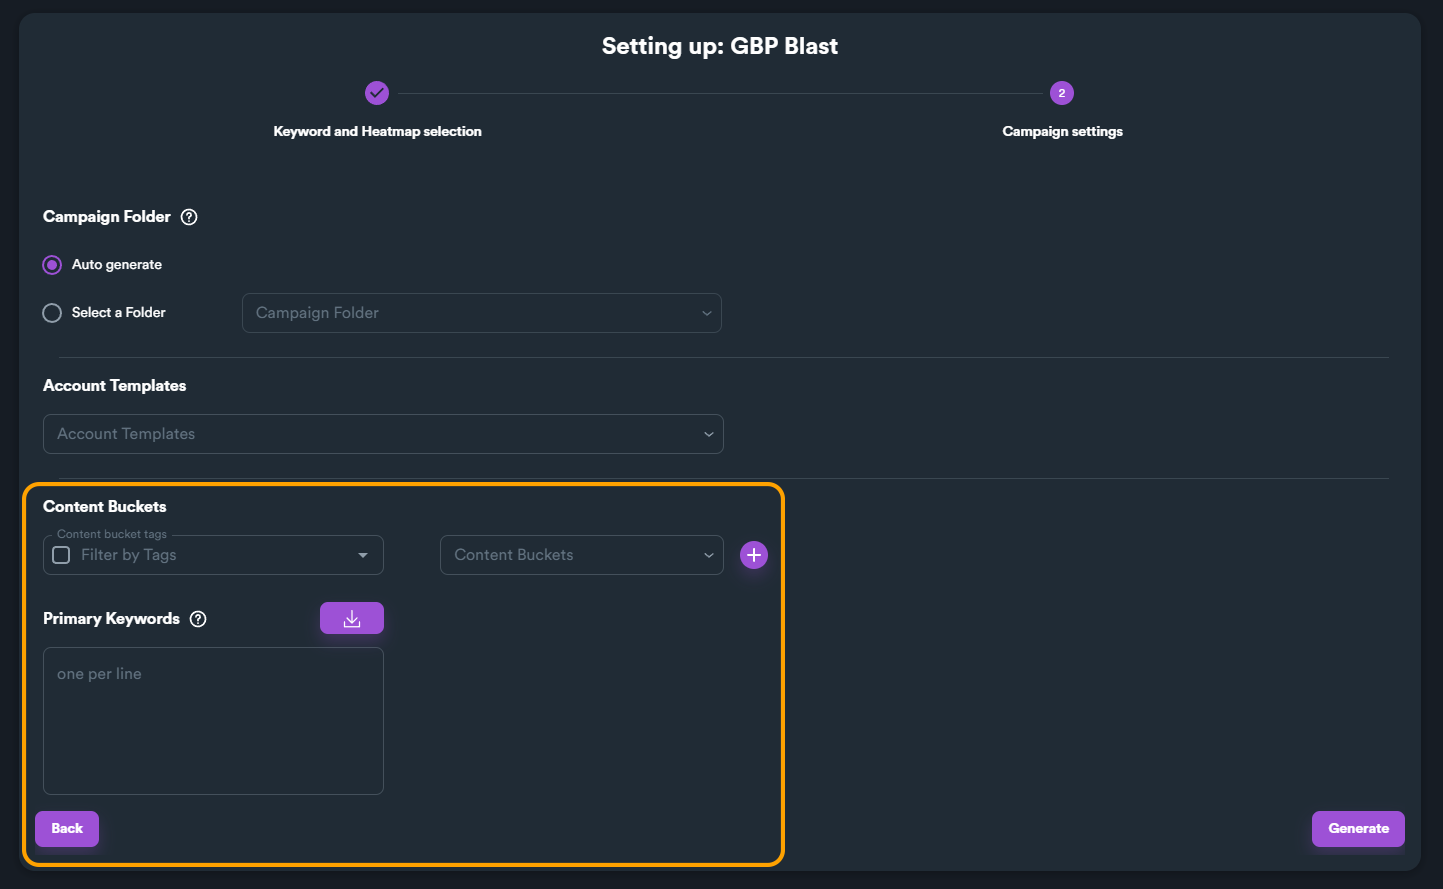 Setting up: GBP Blast
2
Keyword and Heatmap selection
Campaign settings
Campaign Folder ?
Auto generate
Select a Folder
Campaign Folder
Account Templates
Account Templates
Content Buckets
Content bucket tags
Filter by Tags
Content Buckets
Primary Keywords ?
one per line
Back
Generate